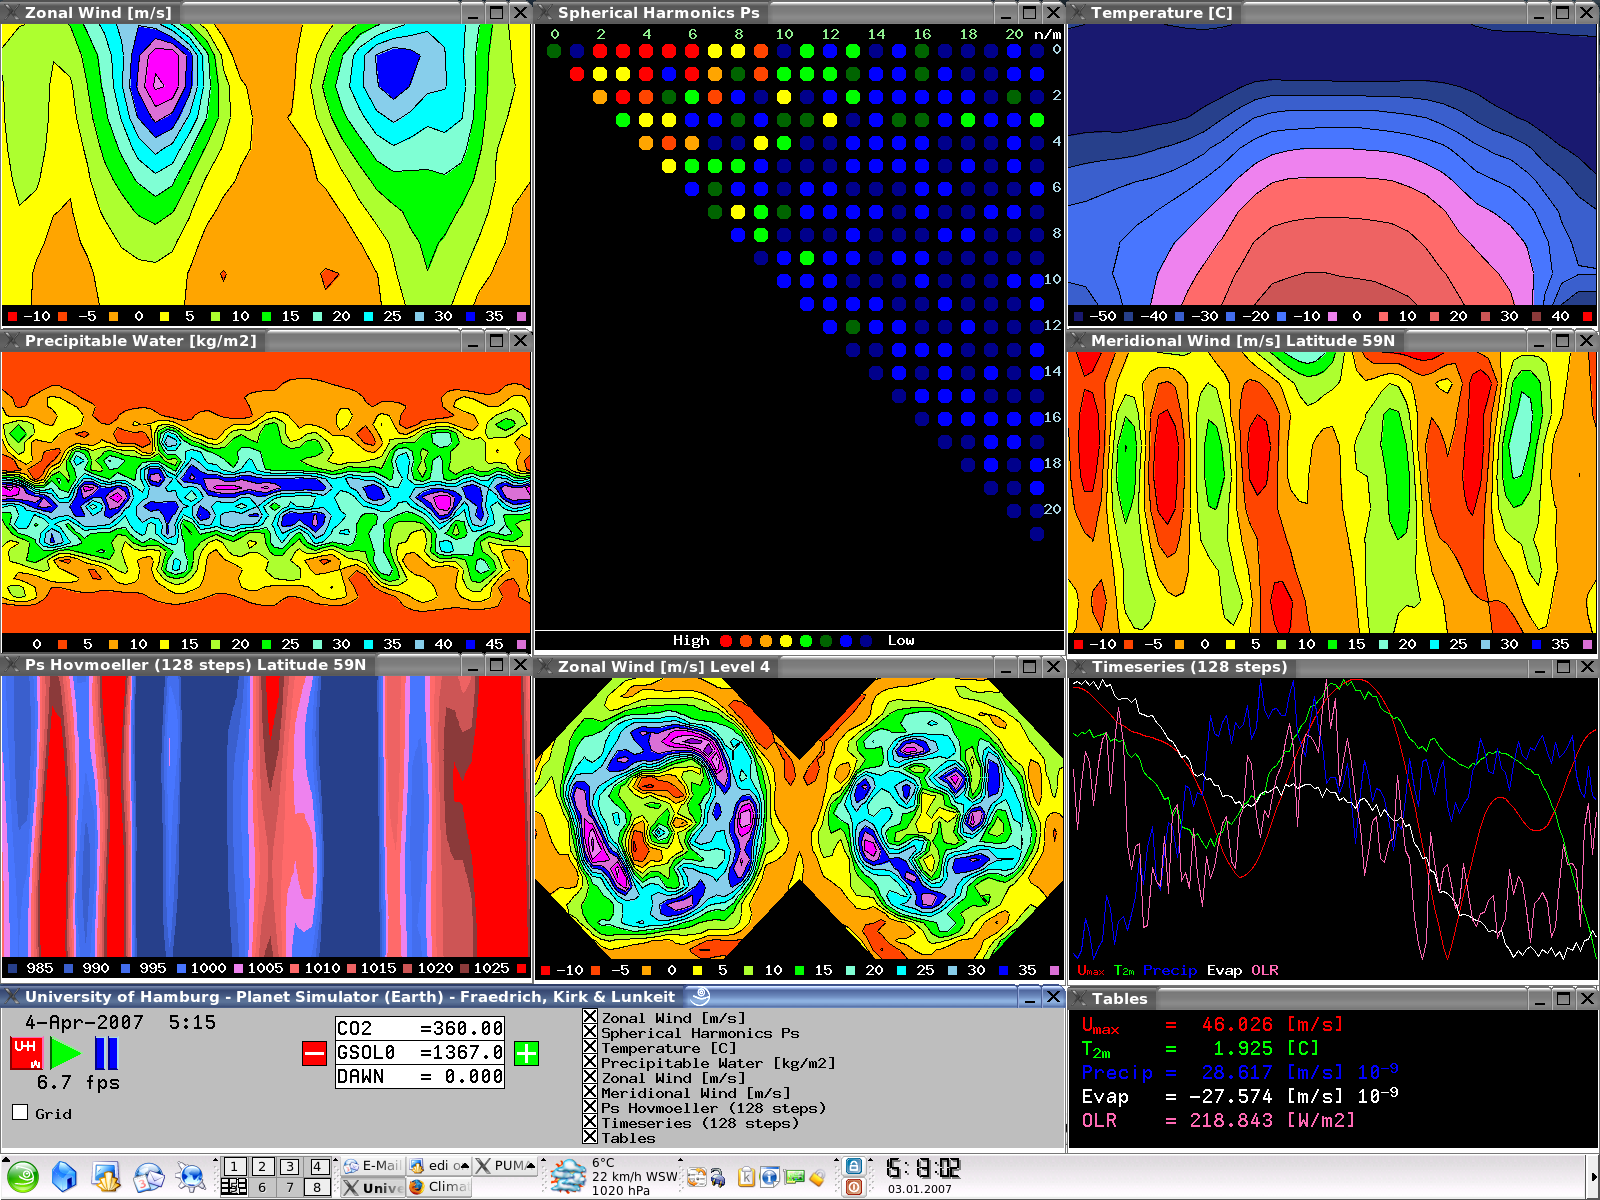 Zonal Wind [m/s]
−10 −5 0 5 10 15 20 25 30 35
Spherical Harmonics Ps
0 2 4 6 8 10 12 14 16 18 20 n/m
0
2
4
6
8
10
12
14
16
18
20
High Low
Temperature [C]
−50 −40 −30 −20 −10 0 10 20 30 40
Precipitable Water [kg/m2]
0 5 10 15 20 25 30 35 40 45
Meridional Wind [m/s] Latitude 59N
−10 −5 0 5 10 15 20 25 30 35
Ps Hovmoeller (128 steps) Latitude 59N
985 990 995 1000 1005 1010 1015 1020 1025
Zonal Wind [m/s] Level 4
−10 −5 0 5 10 15 20 25 30 35
Timeseries (128 steps)
Umax T2m Precip Evap OLR
University of Hamburg - Planet Simulator (Earth) - Fraedrich, Kirk & Lunkeit
4-Apr-2007 5:15
UHH
6.7 fps
Grid
CO2 =360.00
GSOL0 =1367.0
DAWN = 0.000
Zonal Wind [m/s]
Spherical Harmonics Ps
Temperature [C]
Precipitable Water [kg/m2]
Zonal Wind [m/s]
Meridional Wind [m/s]
Ps Hovmoeller (128 steps)
Timeseries (128 steps)
Tables
Tables
Umax = 46.026 [m/s]
T2m = 1.925 [C]
Precip = 28.617 [m/s] 10−9
Evap = −27.574 [m/s] 10−9
OLR = 218.843 [W/m2]
1 2 3 4
6 7 8
E-Mail edi o PUMA
Unive Clima
6°C
22 km/h WSW
1020 hPa
15:13:02
03.01.2007